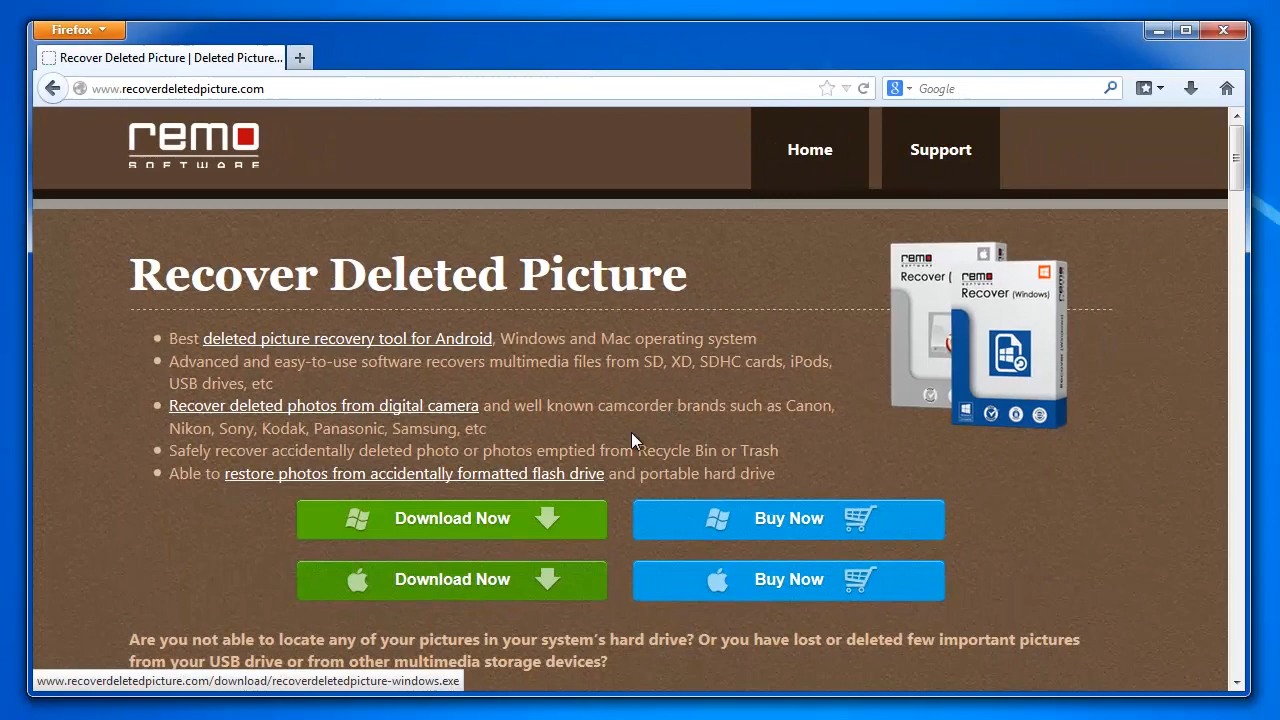 Firefox
Recover Deleted Picture | Deleted Picture...
www.recoverdeletedpicture.com
Google
remo
SOFTWARE
Home
Support
Recover Deleted Picture
remo
SOFTWARE
Recover (
remo
SOFTWARE
Recover (Windows)
Best deleted picture recovery tool for Android, Windows and Mac operating system
Advanced and easy-to-use software recovers multimedia files from SD, XD, SDHC cards, iPods,
USB drives, etc
Recover deleted photos from digital camera and well known camcorder brands such as Canon,
Nikon, Sony, Kodak, Panasonic, Samsung, etc
Safely recover accidentally deleted photo or photos emptied from Recycle Bin or Trash
Able to restore photos from accidentally formatted flash drive and portable hard drive
Download Now
Buy Now
Download Now
Buy Now
Are you not able to locate any of your pictures in your system's hard drive? Or you have lost or deleted few important pictures
from your USB drive or from other multimedia storage devices?
www.recoverdeletedpicture.com/download/recoverdeletedpicture-windows.exe